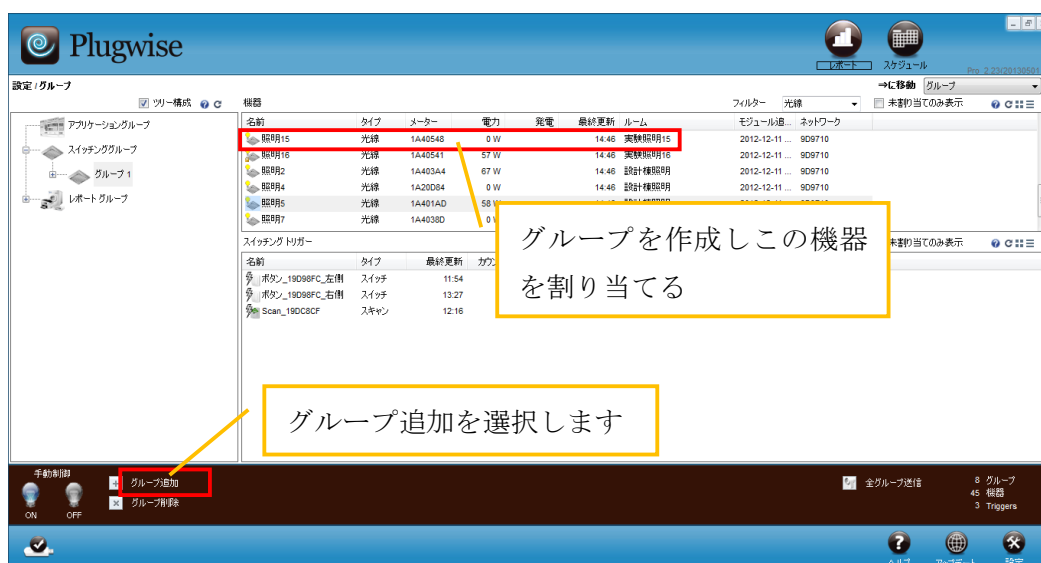 Plugwise
レポート
スケジュール
Pro 2.23/20130501
設定 / グループ
⇒に移動 グループ
ツリー構成
機器
フィルター 光線
未割り当てのみ表示
アプリケーショングループ
スイッチンググループ
グループ 1
レポートグループ
名前 タイプ メーター 電力 発電 最終更新 ルーム モジュール追... ネットワーク
照明15 光線 1A40548 0 W 14:46 実験照明15 2012-12-11 ... 9D9710
照明16 光線 1A40541 57 W 14:46 実験照明16 2012-12-11 ... 9D9710
照明2 光線 1A403A4 67 W 14:46 設計棟照明 2012-12-11 ... 9D9710
照明4 光線 1A20D84 0 W 14:46 設計棟照明 2012-12-11 ... 9D9710
照明5 光線 1A401AD 58 W
照明7 光線 1A4038D 0
グループを作成しこの機器
を割り当てる
スイッチング トリガー
未割り当てのみ表示
名前 タイプ 最終更新
ボタン_19D98FC_左側 スイッチ 11:54
ボタン_19D98FC_右側 スイッチ 13:27
Scan_19DC8CF スキャン 12:16
グループ追加を選択します
手動制御
ON OFF
グループ追加
グループ削除
全グループ送信
8 グループ
45 機器
3 Triggers
ヘルプ
アップデート
設定